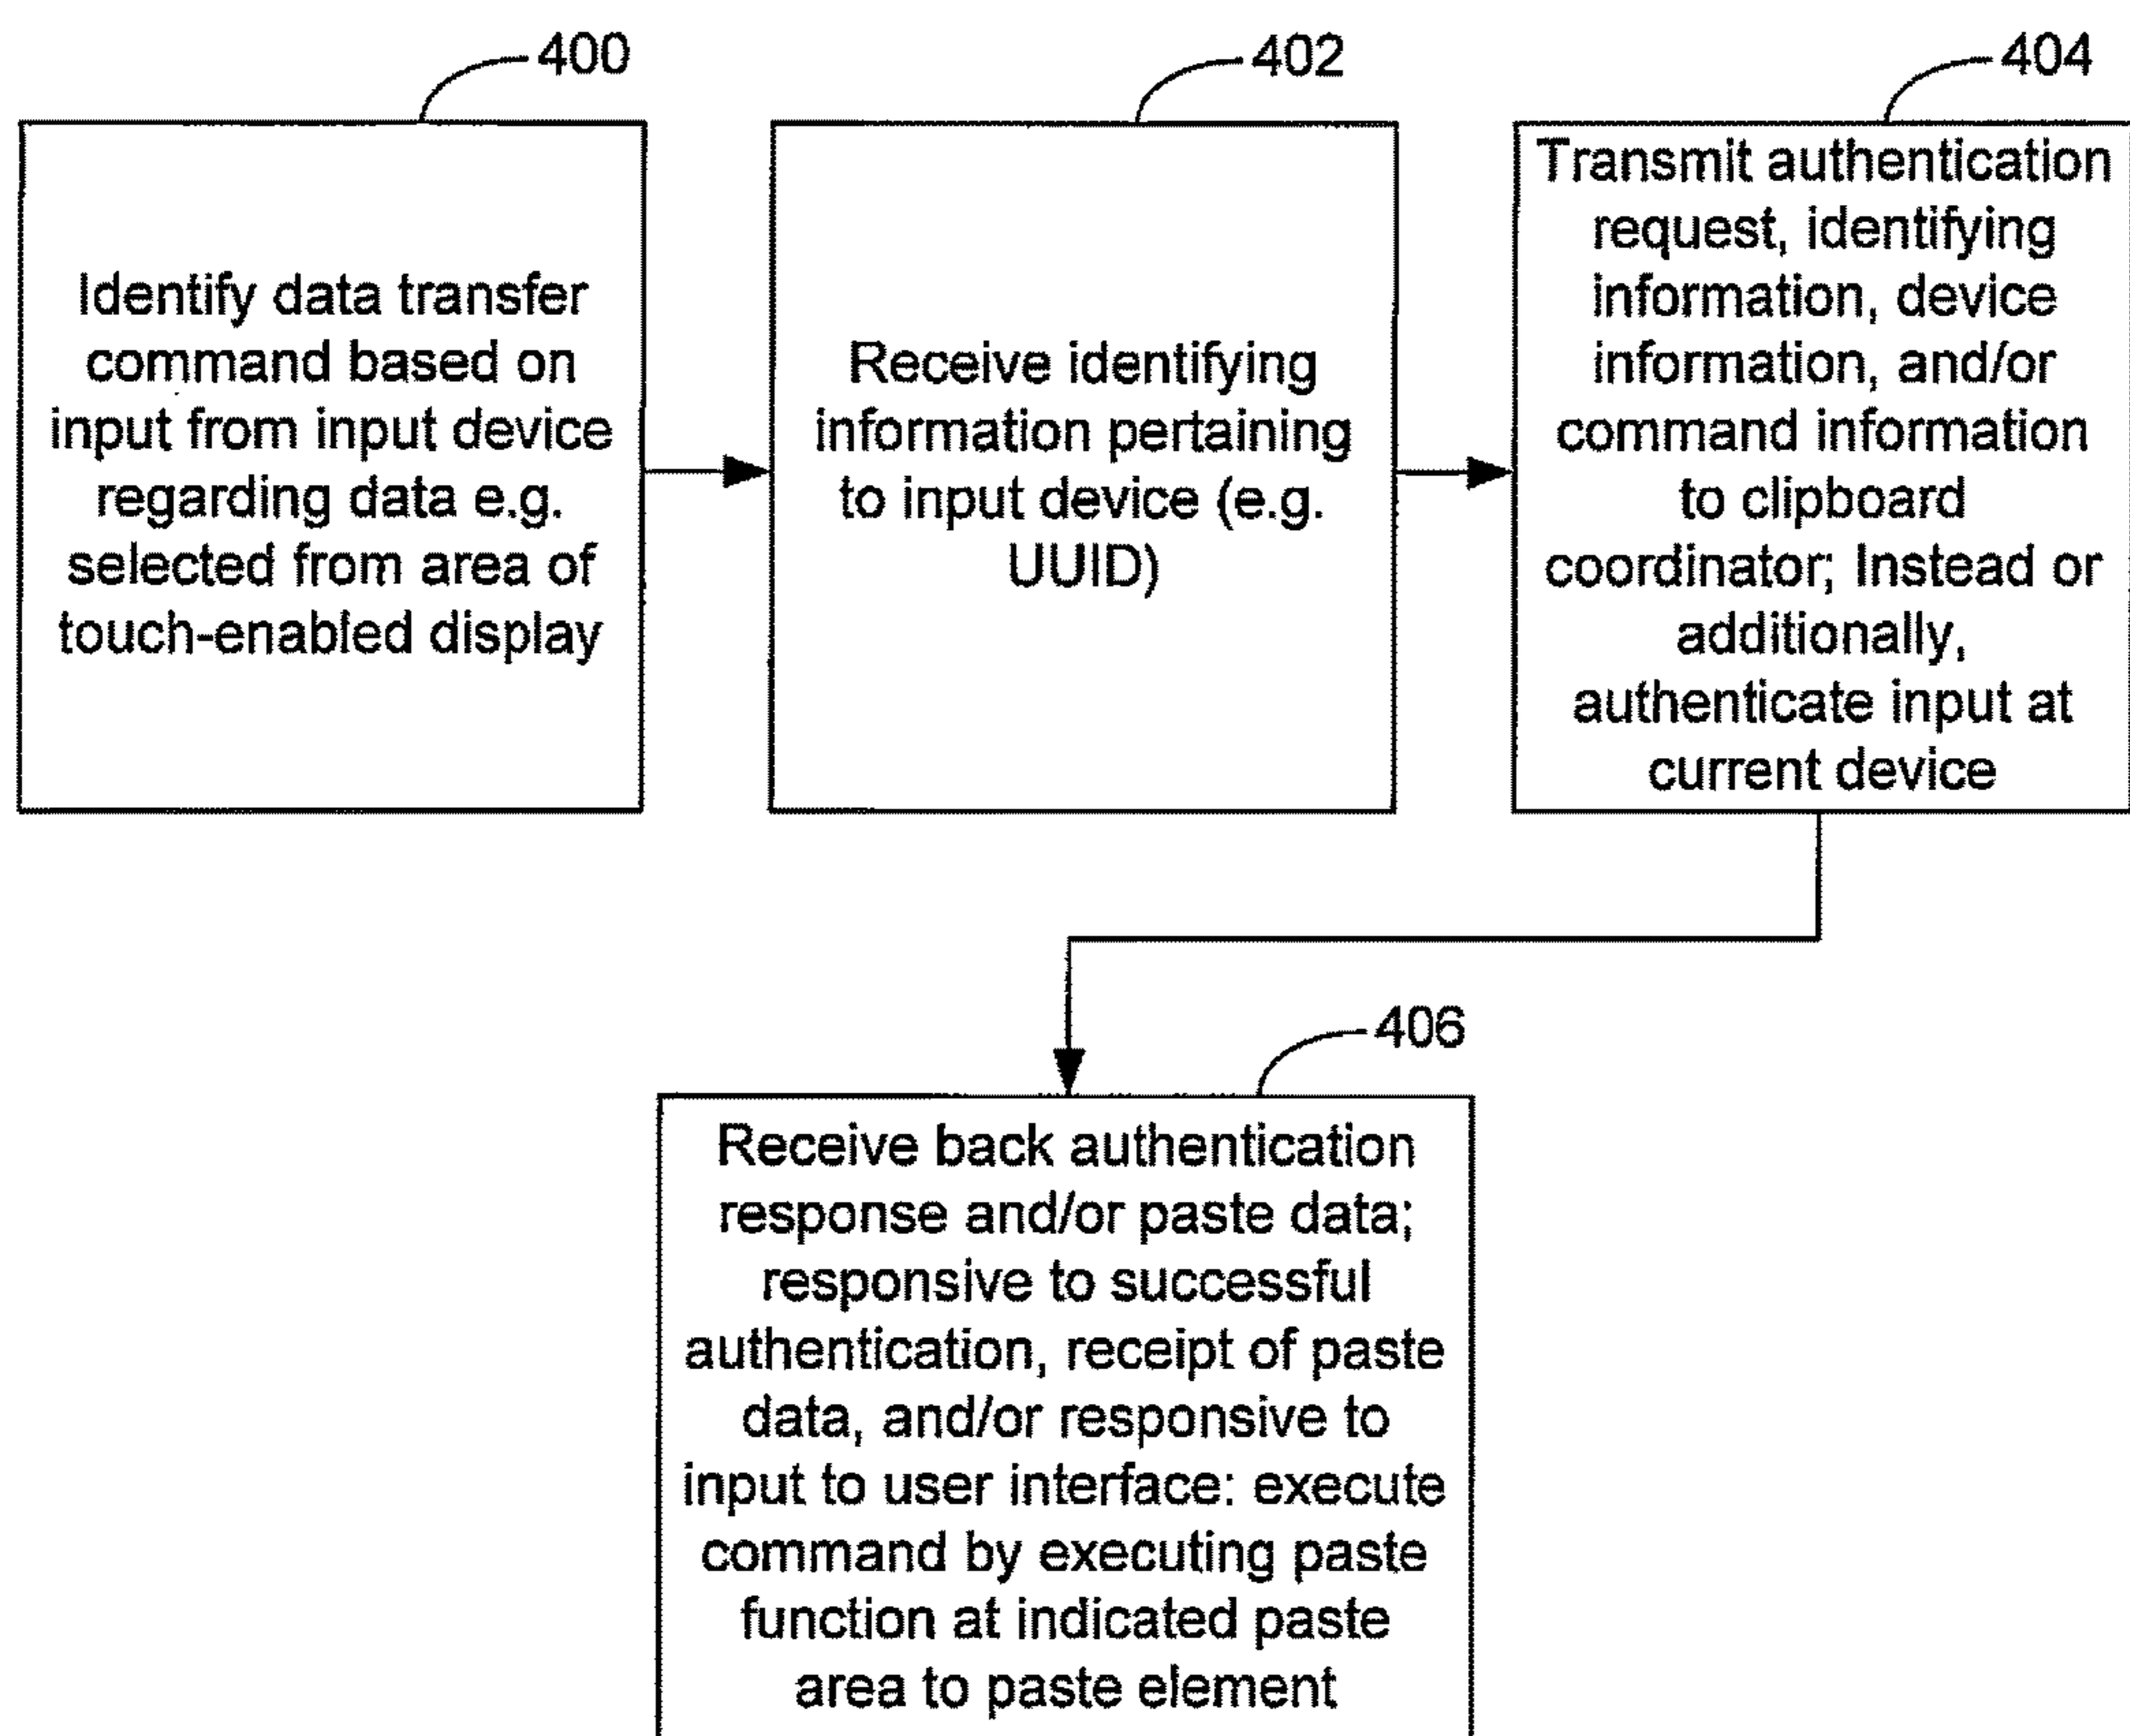 400
Identify data transfer
command based on
input from input device
regarding data e.g.
selected from area of
touch-enabled display
402
Receive identifying
information pertaining
to input device (e.g.
UUID)
404
Transmit authentication
request, identifying
information, device
information, and/or
command information
to clipboard
coordinator; Instead or
additionally,
authenticate input at
current device
406
Receive back authentication
response and/or paste data;
responsive to successful
authentication, receipt of paste
data, and/or responsive to
input to user interface: execute
command by executing paste
function at indicated paste
area to paste element